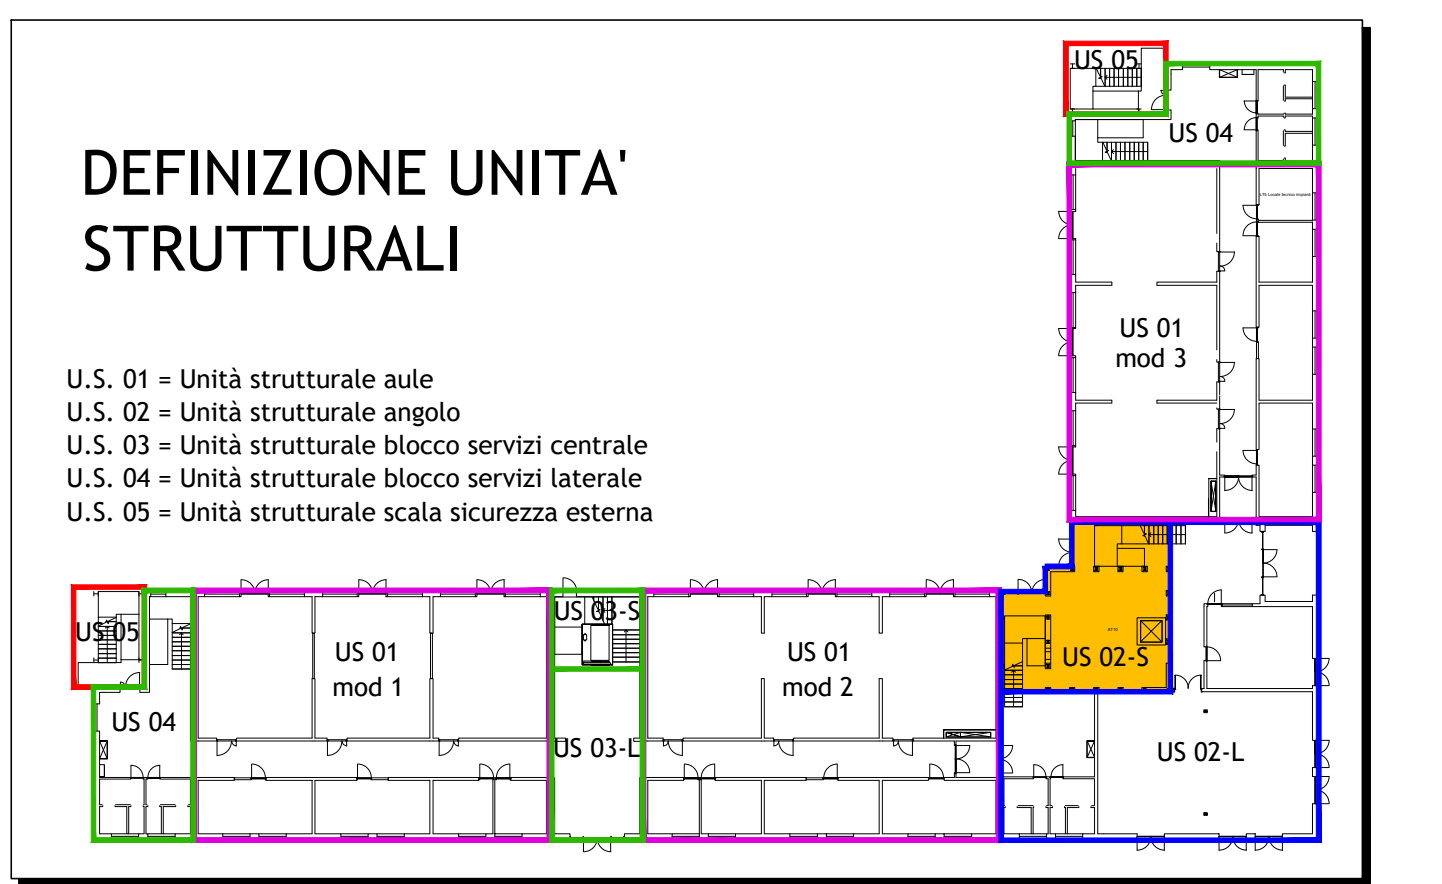 DEFINIZIONE UNITA'
STRUTTURALI
U.S. 01 = Unità strutturale aule
U.S. 02 = Unità strutturale angolo
U.S. 03 = Unità strutturale blocco servizi centrale
U.S. 04 = Unità strutturale blocco servizi laterale
U.S. 05 = Unità strutturale scala sicurezza esterna
US 05
US 04
US 01
mod 3
US 05
US 04
US 01
mod 1
US 03-S
US 03-L
US 01
mod 2
US 02-S
US 02-L